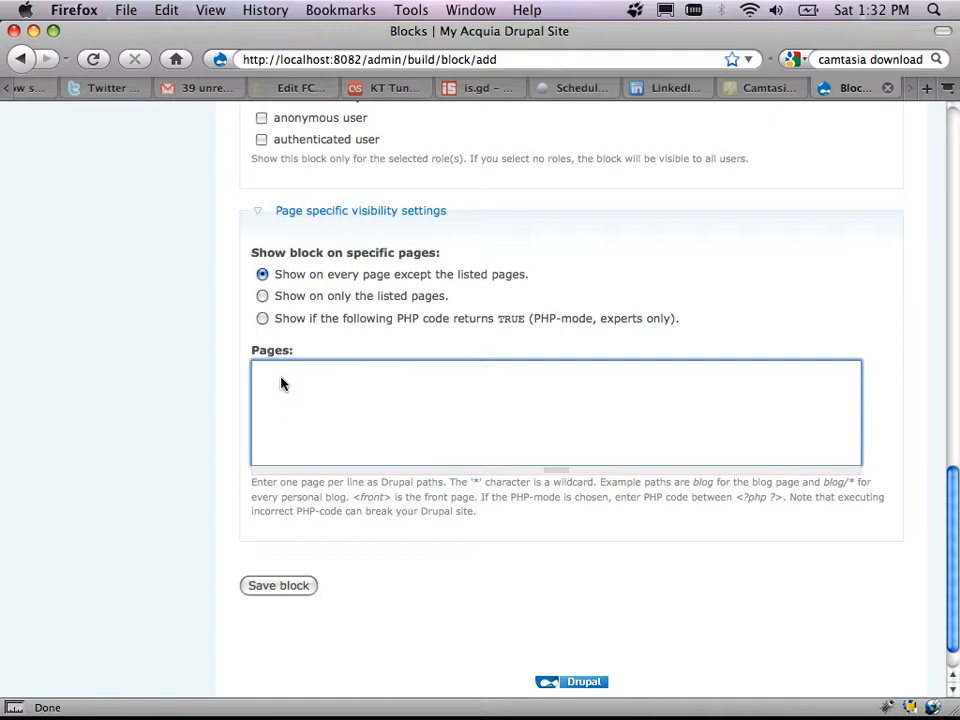 Firefox File Edit View History Bookmarks Tools Window Help Sat 1:32 PM
Blocks | My Acquia Drupal Site
http://localhost:8082/admin/build/block/add camtasia download
ow s... Twitter ... 39 unre... Edit FC... KT Tun... is.gd - ... Schedul... LinkedI... Camtasi... Bloc...
anonymous user
authenticated user
Show this block only for the selected role(s). If you select no roles, the block will be visible to all users.
Page specific visibility settings
Show block on specific pages:
Show on every page except the listed pages.
Show on only the listed pages.
Show if the following PHP code returns TRUE (PHP-mode, experts only).
Pages:
Enter one page per line as Drupal paths. The '*' character is a wildcard. Example paths are blog for the blog page and blog/* for
every personal blog. <front> is the front page. If the PHP-mode is chosen, enter PHP code between <?php ?>. Note that executing
incorrect PHP-code can break your Drupal site.
Save block
Drupal
Done